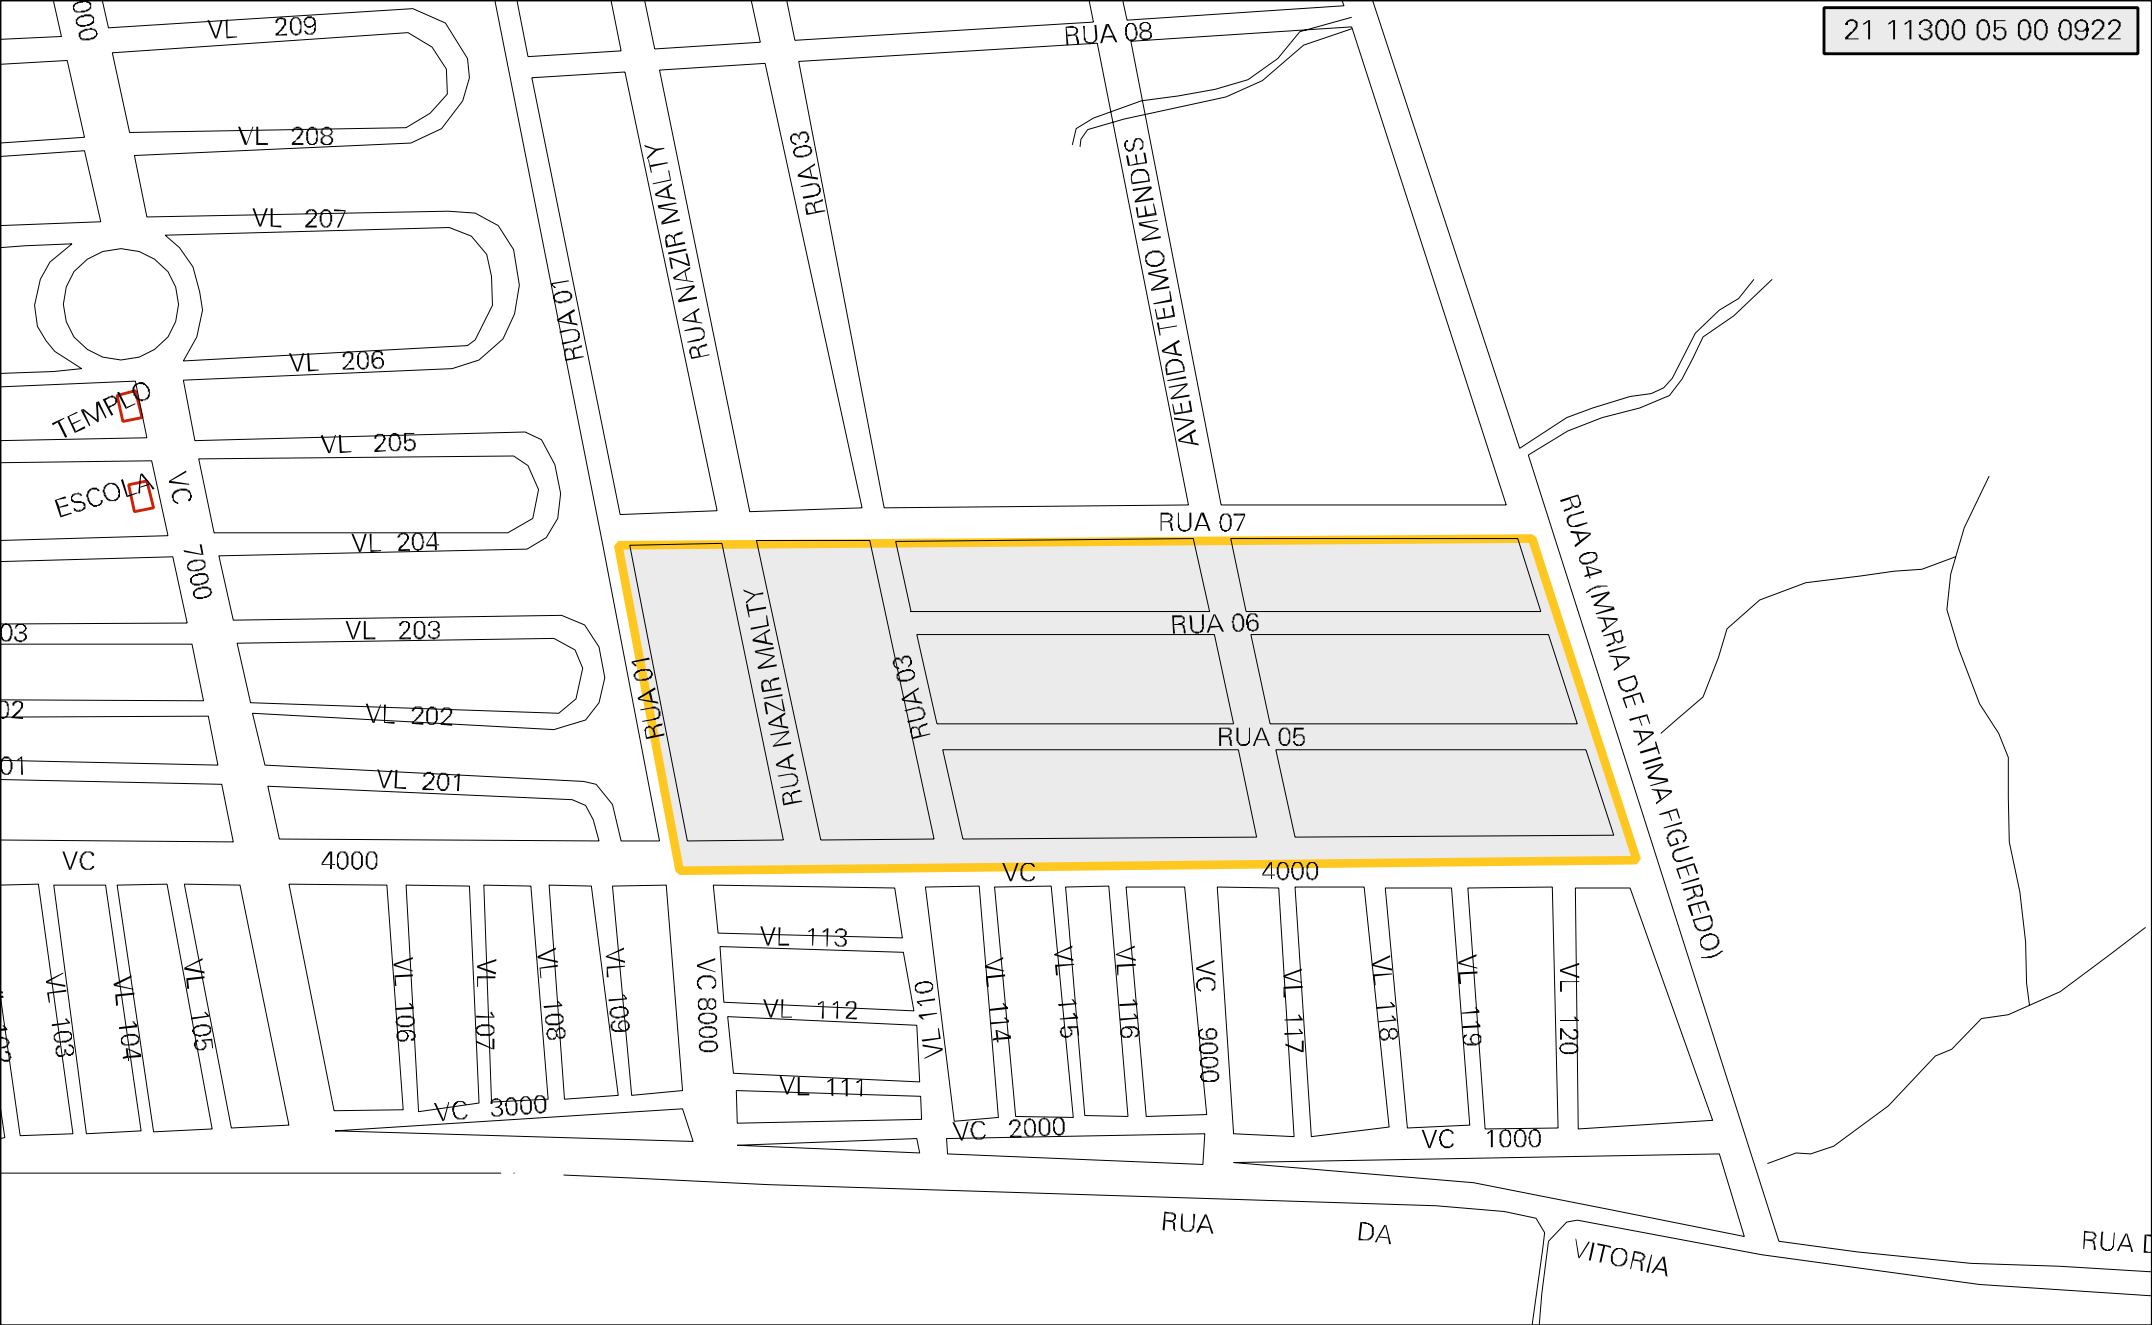 21 11300 05 00 0922
VL 209
RUA 08
VL 208
RUA 03
RUA NAZIR MALTY
AVENIDA TELMO MENDES
VL 207
RUA 01
VL 206
TEMPLO
VL 205
ESCOLA
VC 7000
RUA 07
VL 204
RUA 04 (MARIA DE FATIMA FIGUEIREDO)
RUA NAZIR MALTY
RUA 06
03
VL 203
RUA 01
RUA 03
02
VL 202
RUA 05
01
VL 201
VC 4000
VC 4000
VL 113
VL 103
VL 104
VL 105
VL 106
VL 107
VL 108
VL 109
VC 8000
VL 112
VL 110
VL 114
VL 115
VL 116
VC 9000
VL 117
VL 118
VL 119
VL 120
VL 111
VC 3000
VC 2000
VC 1000
RUA DA VITORIA
RUA D